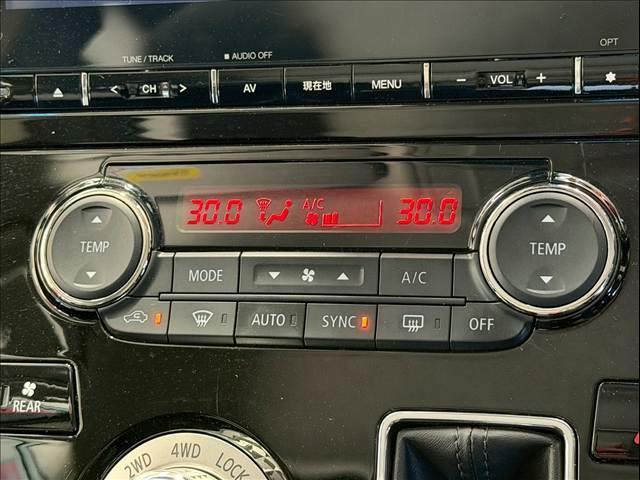 TUNE / TRACK
AUDIO OFF
OPT
CH
AV
現在地
MENU
− VOL +
30.0
A/C
30.0
TEMP
TEMP
MODE
A/C
AUTO
SYNC
OFF
REAR
2WD
4WD
LOCK